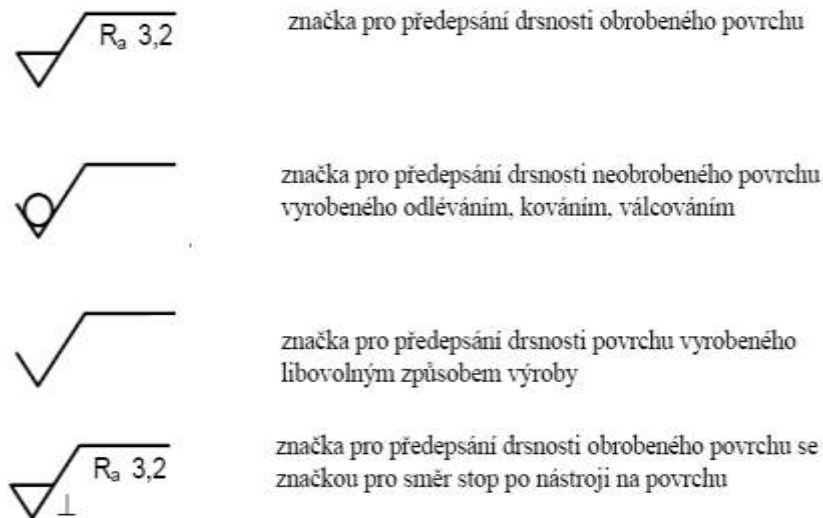 Ra 3,2 značka pro předepsání drsnosti obrobeného povrchu
značka pro předepsání drsnosti neobrobeného povrchu
vyrobeného odléváním, kováním, válcováním
značka pro předepsání drsnosti povrchu vyrobeného
libovolným způsobem výroby
značka pro předepsání drsnosti obrobeného povrchu se
Ra 3,2 značkou pro směr stop po nástroji na povrchu
⊥